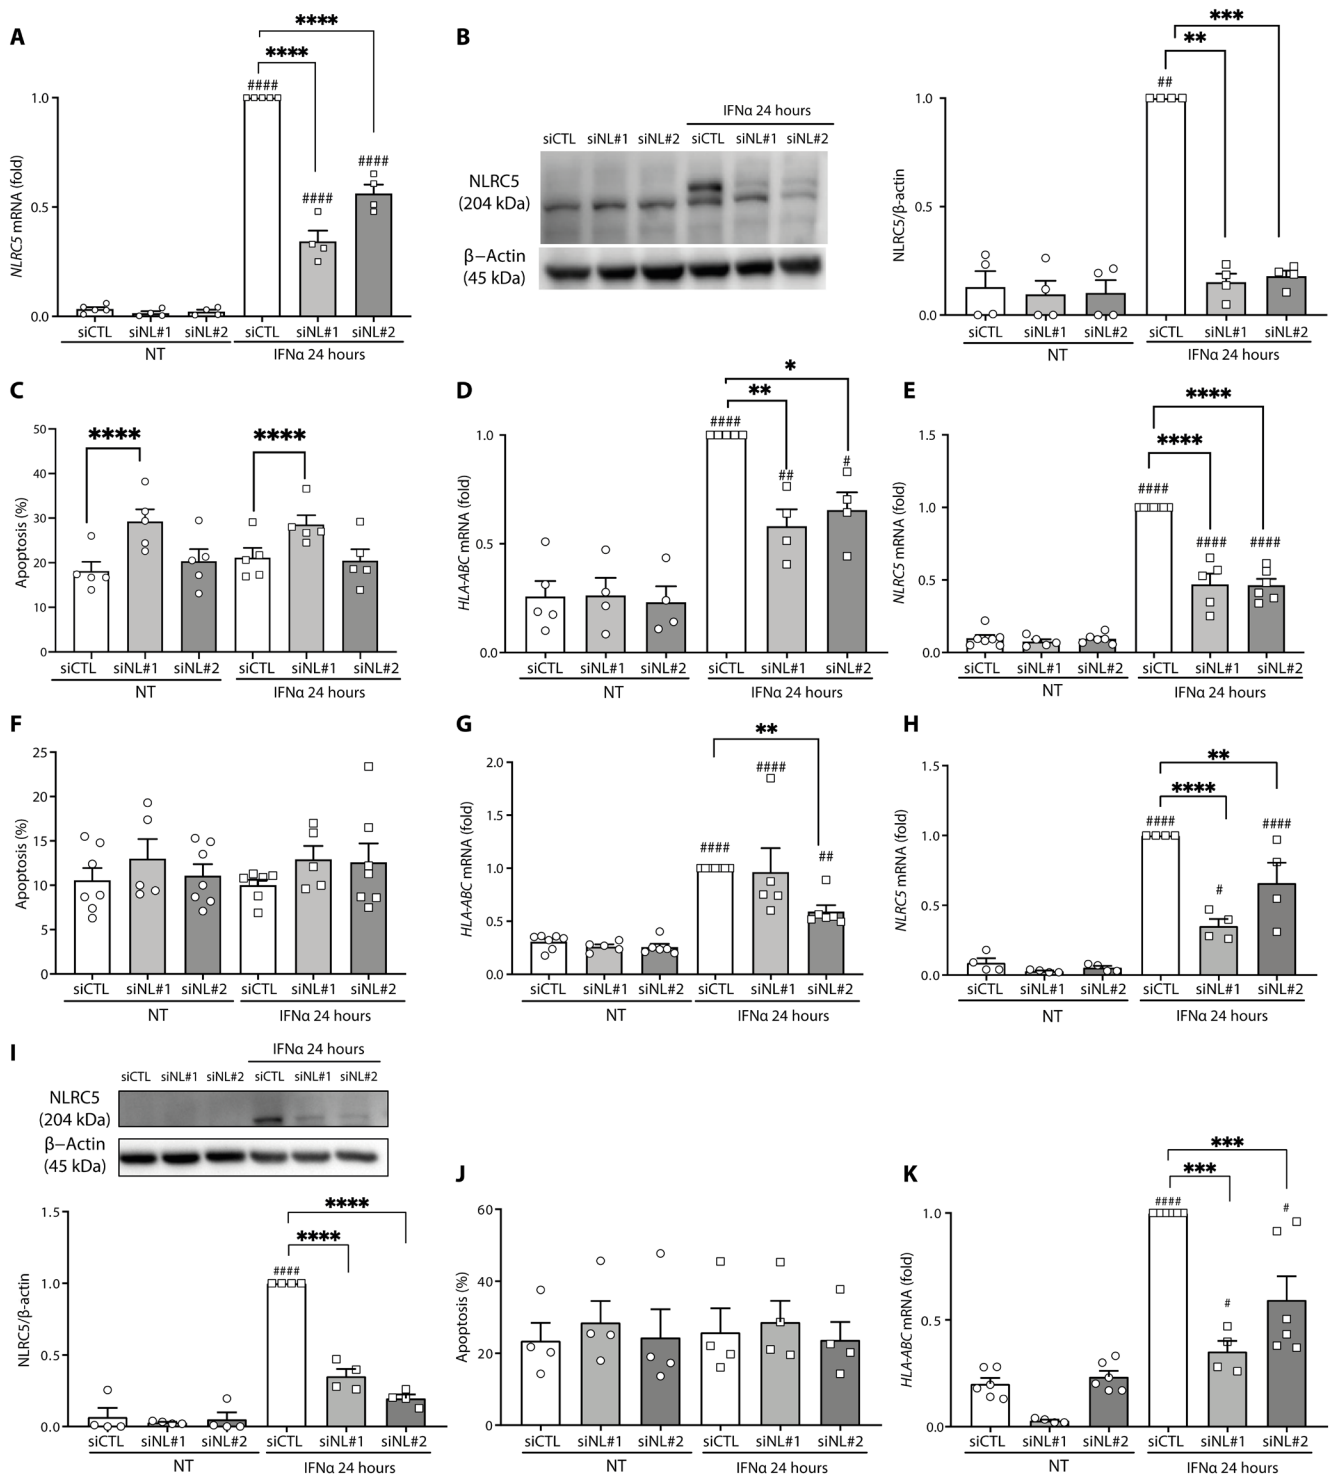 A
NLRC5 mRNA (fold)
1.0
0.5
0.0
####
####
####
****
****
siCTL siNL#1 siNL#2 siCTL siNL#1 siNL#2
NT IFNα 24 hours
B
IFNα 24 hours
siCTL siNL#1 siNL#2 siCTL siNL#1 siNL#2
NLRC5
(204 kDa)
β−Actin
(45 kDa)
NLRC5/β-actin
1.0
0.5
0.0
##
**
***
siCTL siNL#1 siNL#2 siCTL siNL#1 siNL#2
NT IFNα 24 hours
C
Apoptosis (%)
50
40
30
20
10
0
****
****
siCTL siNL#1 siNL#2 siCTL siNL#1 siNL#2
NT IFNα 24 hours
D
HLA-ABC mRNA (fold)
1.0
0.5
0.0
####
##
#
**
*
siCTL siNL#1 siNL#2 siCTL siNL#1 siNL#2
NT IFNα 24 hours
E
NLRC5 mRNA (fold)
1.5
1.0
0.5
0.0
####
####
####
****
****
siCTL siNL#1 siNL#2 siCTL siNL#1 siNL#2
NT IFNα 24 hours
F
Apoptosis (%)
25
20
15
10
5
0
siCTL siNL#1 siNL#2 siCTL siNL#1 siNL#2
NT IFNα 24 hours
G
HLA-ABC mRNA (fold)
2.0
1.5
1.0
0.5
0.0
####
####
##
**
siCTL siNL#1 siNL#2 siCTL siNL#1 siNL#2
NT IFNα 24 hours
H
NLRC5 mRNA (fold)
1.5
1.0
0.5
0.0
####
#
####
****
**
siCTL siNL#1 siNL#2 siCTL siNL#1 siNL#2
NT IFNα 24 hours
I
IFNα 24 hours
siCTL siNL#1 siNL#2 siCTL siNL#1 siNL#2
NLRC5
(204 kDa)
β−Actin
(45 kDa)
NLRC5/β-actin
1.5
1.0
0.5
0.0
####
****
****
siCTL siNL#1 siNL#2 siCTL siNL#1 siNL#2
NT IFNα 24 hours
J
Apoptosis (%)
60
40
20
0
siCTL siNL#1 siNL#2 siCTL siNL#1 siNL#2
NT IFNα 24 hours
K
HLA-ABC mRNA (fold)
1.0
0.5
0.0
####
#
#
***
***
siCTL siNL#1 siNL#2 siCTL siNL#1 siNL#2
NT IFNα 24 hours